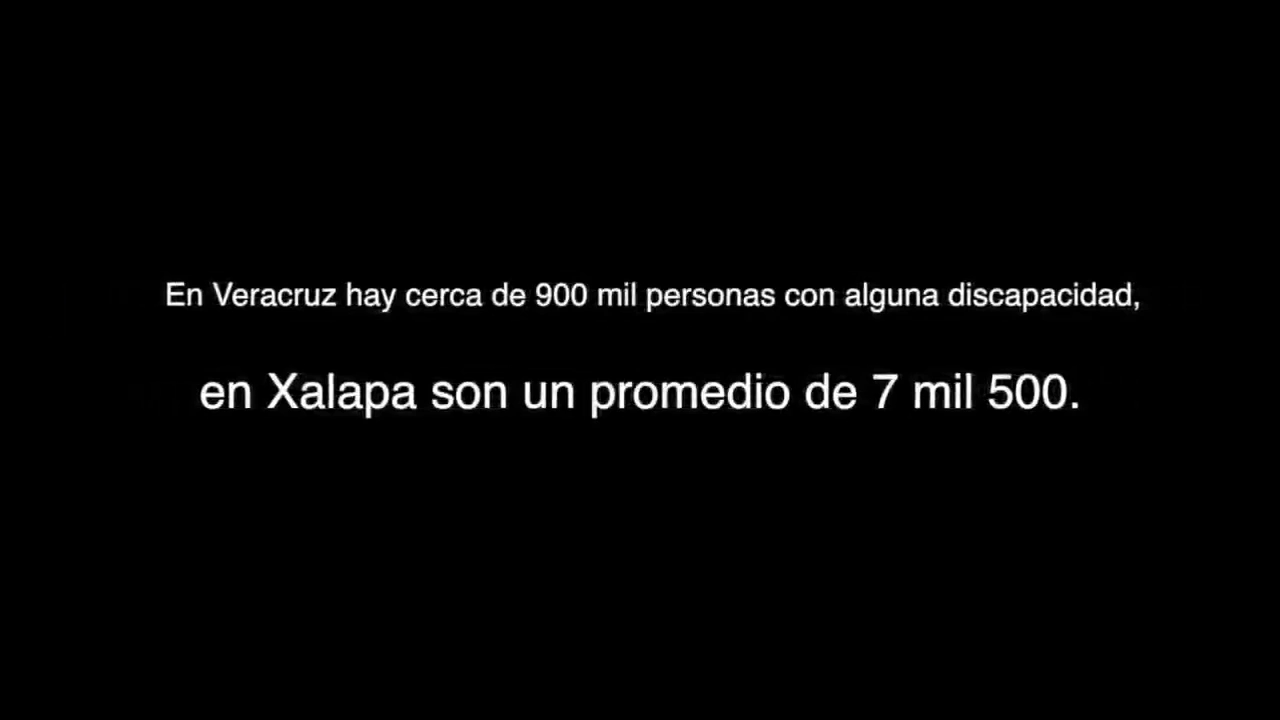 En Veracruz hay cerca de 900 mil personas con alguna discapacidad,
en Xalapa son un promedio de 7 mil 500.